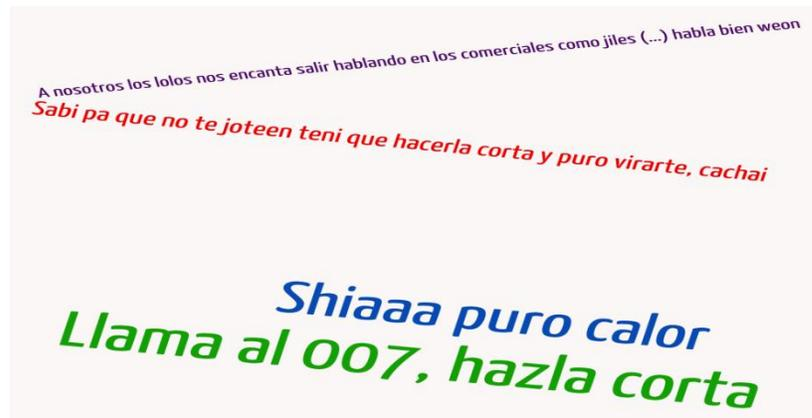 A nosotros los lolos nos encanta salir hablando en los comerciales como jiles (...) habla bien weon
Sabi pa que no te joteen teni que hacerla corta y puro virarte, cachai
Shiaaa puro calor
Llama al 007, hazla corta